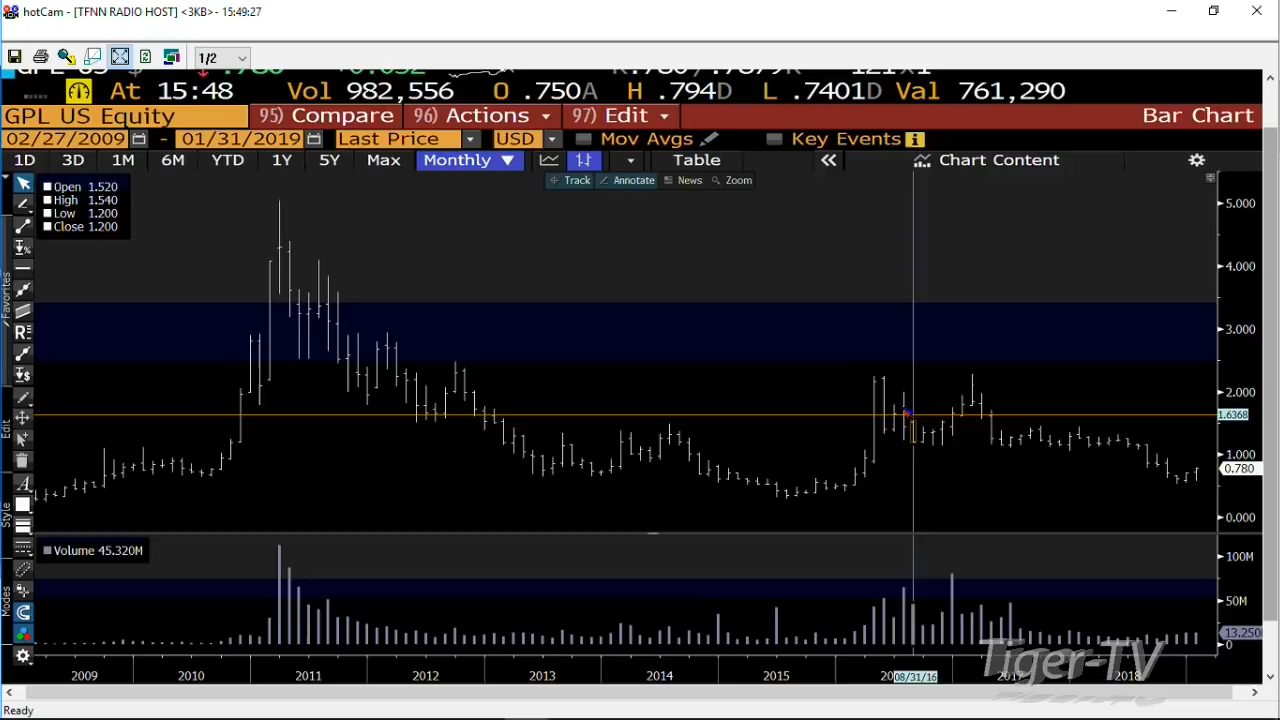 hotCam - [TFNN RADIO HOST] <3KB>- 15:49:27
1/2
At 15:48 Vol 982,556 O .750A H .794D L .7401D Val 761,290
GPL US Equity 95) Compare 96) Actions 97) Edit Bar Chart
02/27/2009 - 01/31/2019 Last Price USD Mov Avgs Key Events
1D 3D 1M 6M YTD 1Y 5Y Max Monthly Table Chart Content
Track Annotate News Zoom
Open 1.520
High 1.540
Low 1.200
Close 1.200
5.000
4.000
3.000
2.000
1.6368
1.000
0.780
0.000
Volume 45.320M
100M
50M
13.250
0
Favorites
Edit
Style
Modes
2009 2010 2011 2012 2013 2014 2015 08/31/16 2017 2018
Tiger-TV
Ready